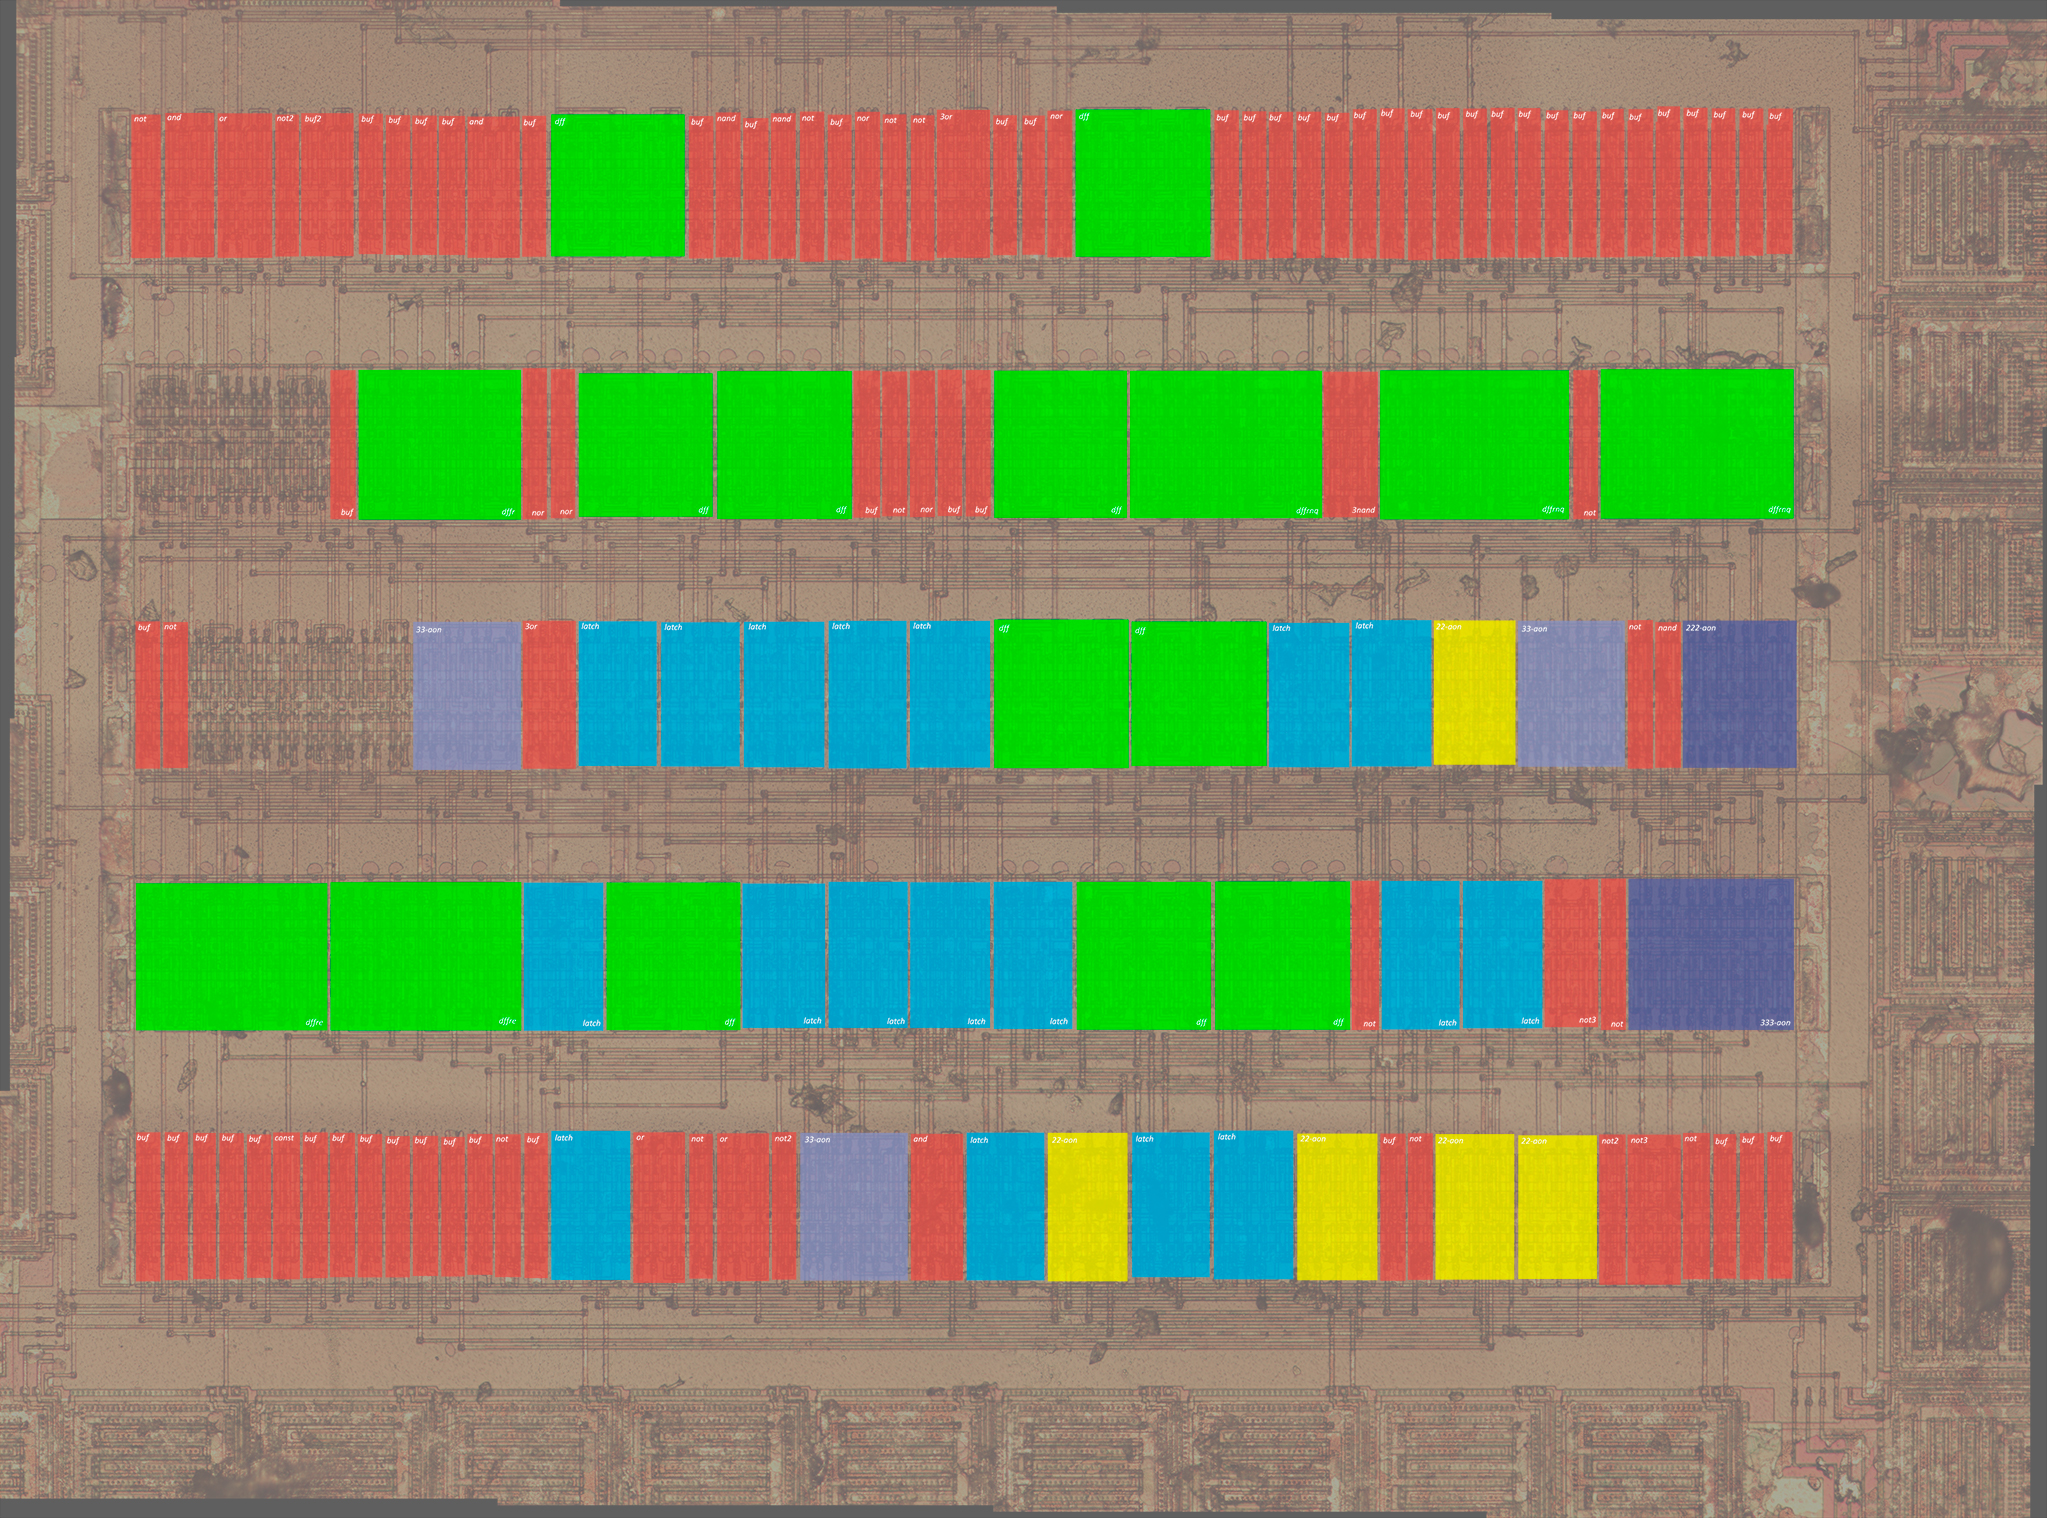 not and or not2 buf2 buf buf buf buf and buf dff buf nand buf nand not buf nor not not 3or buf buf nor dff buf buf buf buf buf buf buf buf buf buf buf buf buf buf buf buf buf buf buf buf buf
buf dffr nor nor dff dff buf not nor buf buf dff dffrnq 3nand dffrnq not dffrnq
buf not 33-aon 3or latch latch latch latch latch dff dff latch latch 22-aon 33-aon not nand 222-aon
dffre dffre latch dff latch latch latch latch dff dff not latch latch not3 not 333-aon
buf buf buf buf buf const buf buf buf buf buf buf buf not buf latch or not or not2 33-aon and latch 22-aon latch latch 22-aon buf not 22-aon 22-aon not2 not3 not buf buf buf